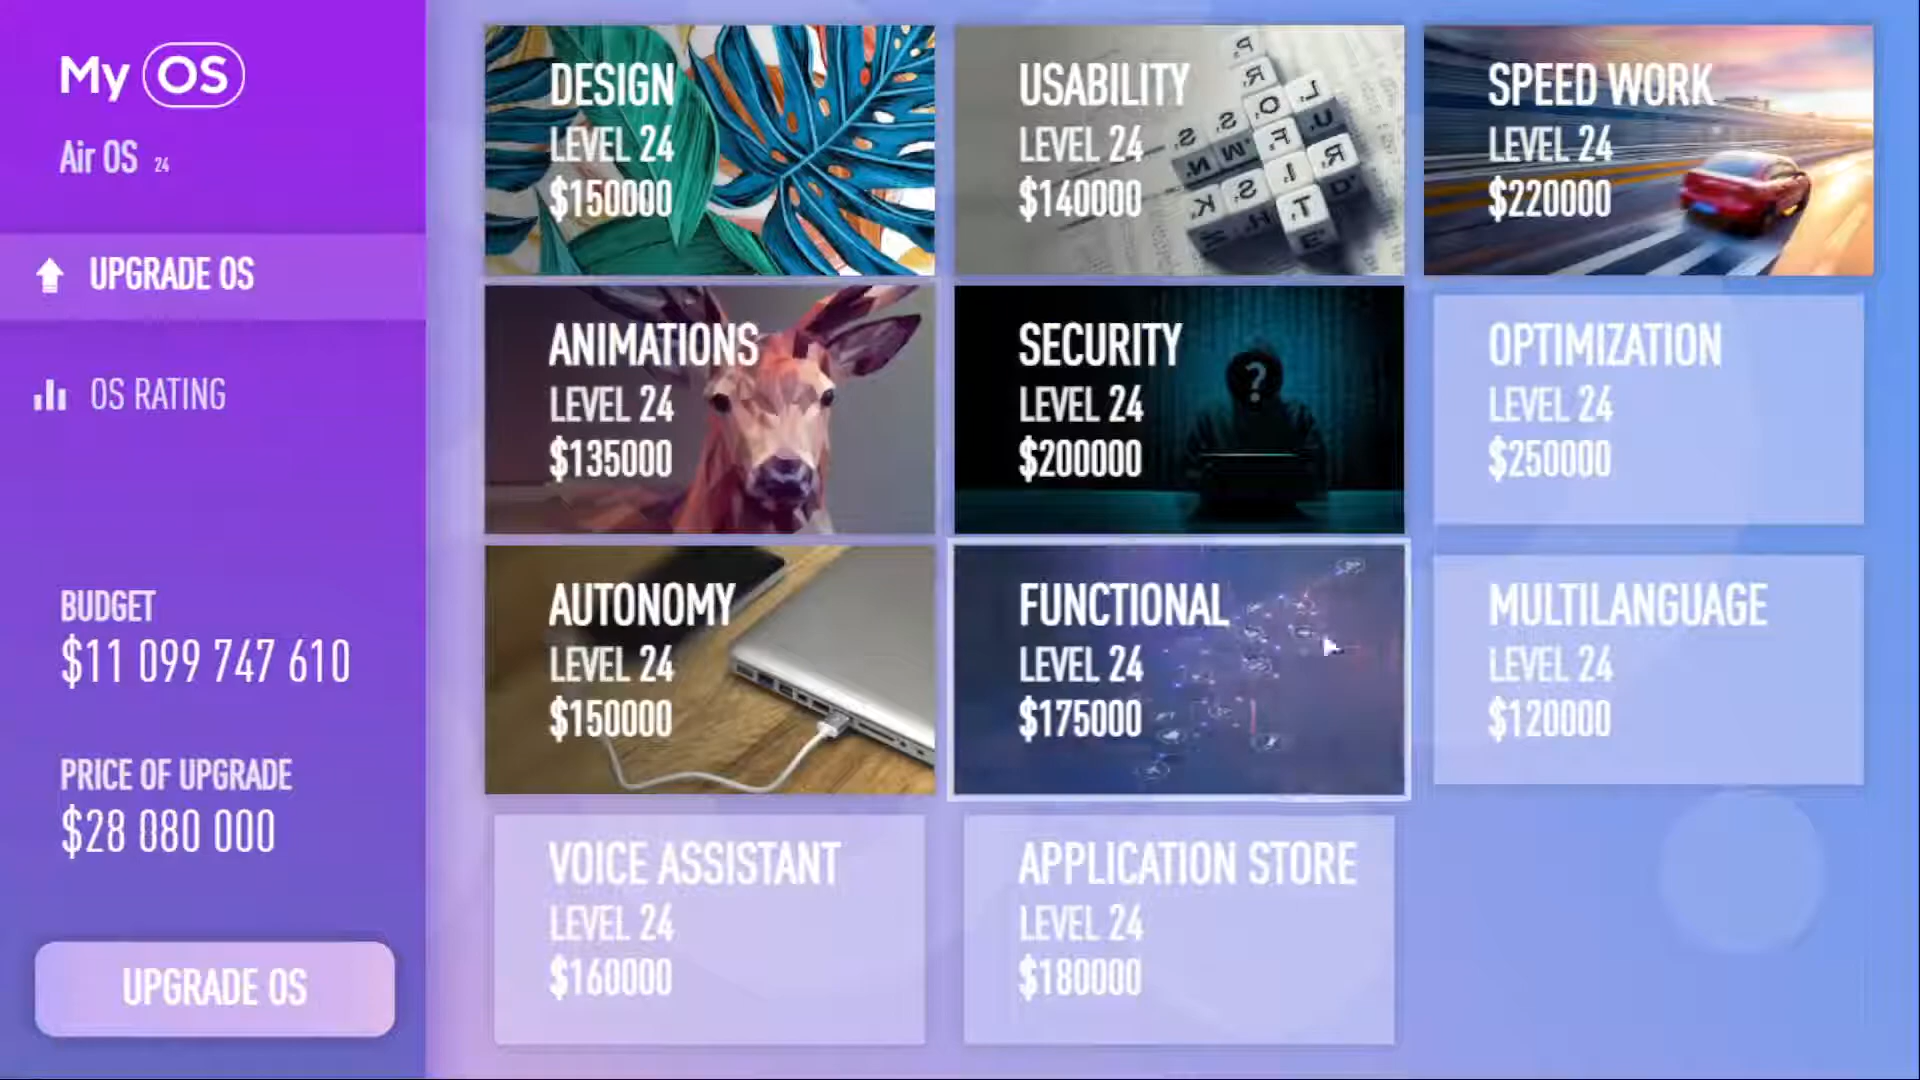 My OS
Air OS 24
UPGRADE OS
OS RATING
BUDGET
$11 099 747 610
PRICE OF UPGRADE
$28 080 000
UPGRADE OS
DESIGN
LEVEL 24
$150000
USABILITY
LEVEL 24
$140000
SPEED WORK
LEVEL 24
$220000
ANIMATIONS
LEVEL 24
$135000
SECURITY
LEVEL 24
$200000
?
OPTIMIZATION
LEVEL 24
$250000
AUTONOMY
LEVEL 24
$150000
FUNCTIONAL
LEVEL 24
$175000
MULTILANGUAGE
LEVEL 24
$120000
VOICE ASSISTANT
LEVEL 24
$160000
APPLICATION STORE
LEVEL 24
$180000